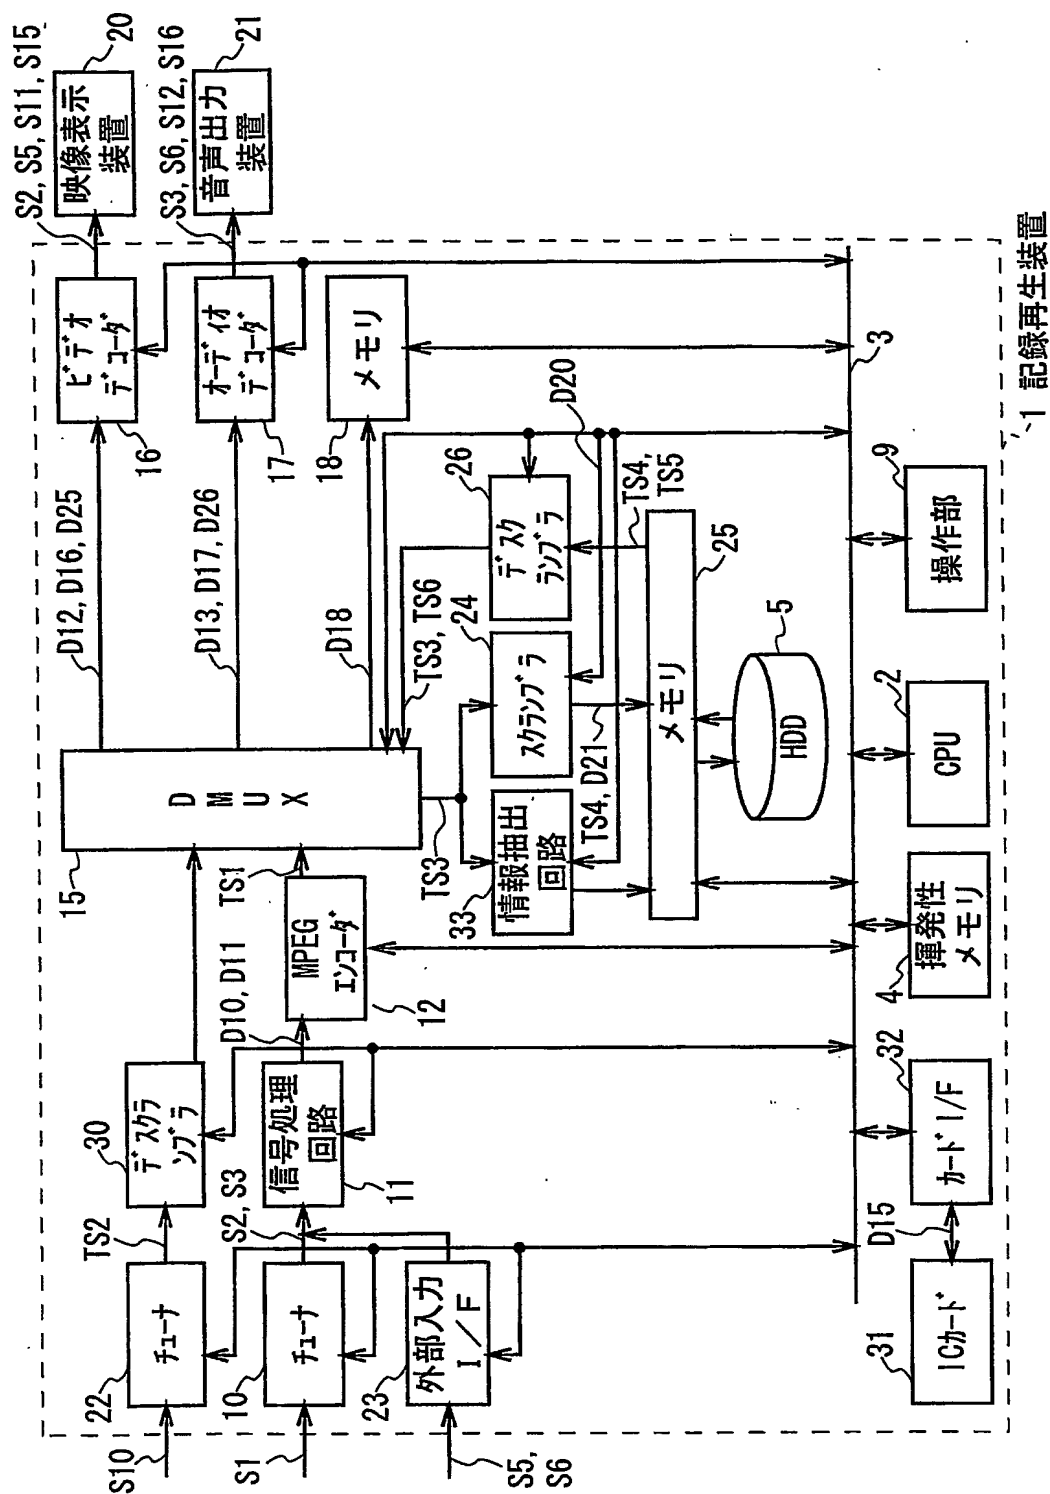 S10
22
チューナ
TS2
30
デスクラ
ンブラ
S1
10
チューナ
S2, S3
11
信号処理
回路
D10, D11
12
MPEG
エンコーダ
TS1
S5,
S6
23
外部入力
I/F
15
DMUX
D12, D16, D25
16
ビデオ
デコーダ
S2, S5, S11, S15
20
映像表示
装置
D13, D17, D26
17
オーディオ
デコーダ
S3, S6, S12, S16
21
音声出力
装置
D18
18
メモリ
TS3, TS6
TS3
33
情報抽出
回路
24
スクランブラ
26
デスク
ランブラ
D20
TS4, D21
TS4,
TS5
メモリ
25
HDD
5
3
31
ICカード
D15
32
カードI/F
4
揮発性
メモリ
2
CPU
9
操作部
1 記録再生装置